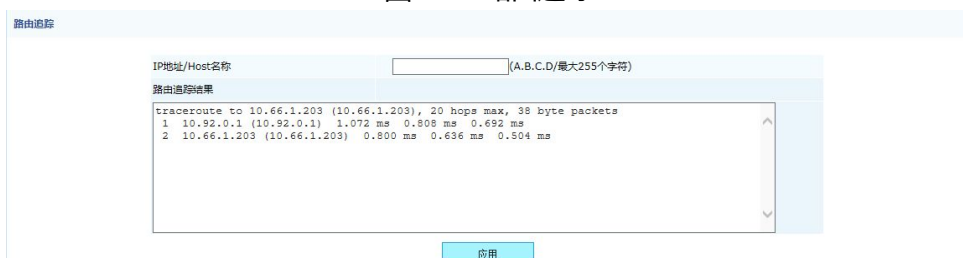 路由追踪
IP地址/Host名称 (A.B.C.D/最大255个字符)
路由追踪结果
traceroute to 10.66.1.203 (10.66.1.203), 20 hops max, 38 byte packets
1 10.92.0.1 (10.92.0.1) 1.072 ms 0.808 ms 0.692 ms
2 10.66.1.203 (10.66.1.203) 0.800 ms 0.636 ms 0.504 ms
应用